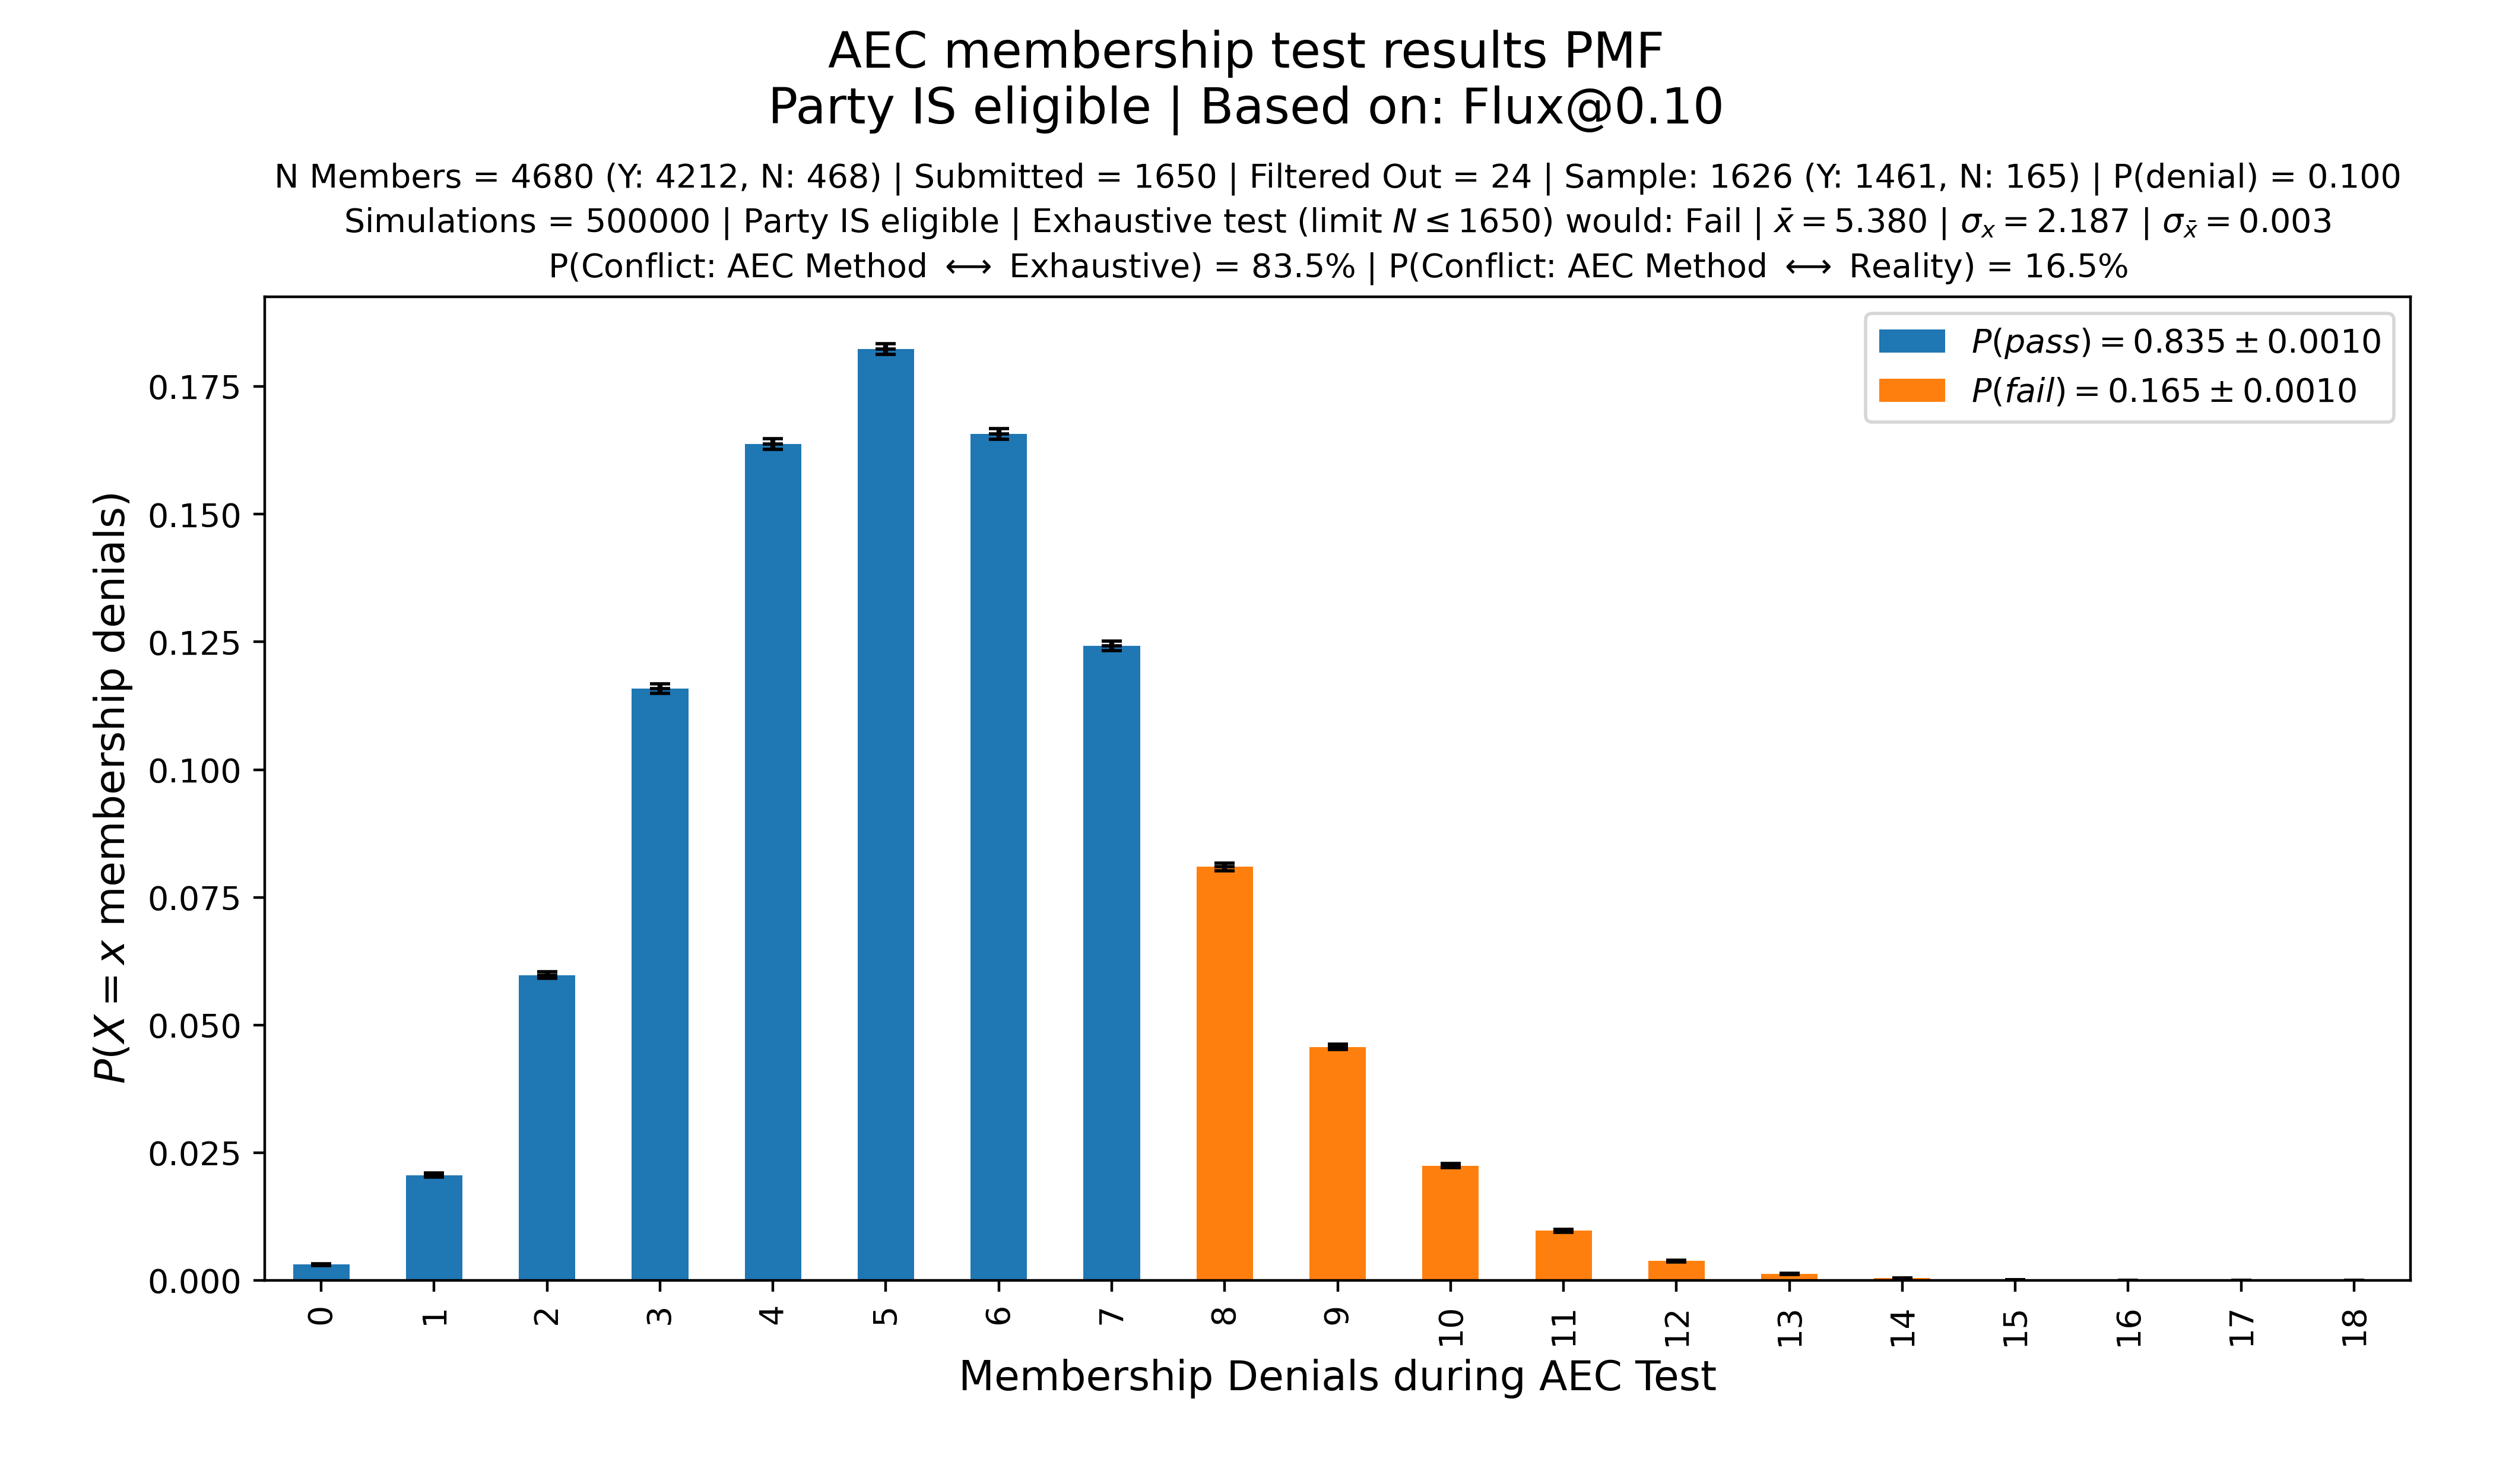 AEC membership test results PMF
Party IS eligible | Based on: Flux@0.10
N Members = 4680 (Y: 4212, N: 468) | Submitted = 1650 | Filtered Out = 24 | Sample: 1626 (Y: 1461, N: 165) | P(denial) = 0.100
Simulations = 500000 | Party IS eligible | Exhaustive test (limit N ≤ 1650) would: Fail | x̄ = 5.380 | σₓ = 2.187 | σ_x̄ = 0.003
P(Conflict: AEC Method ⟷ Exhaustive) = 83.5% | P(Conflict: AEC Method ⟷ Reality) = 16.5%
P(pass) = 0.835 ± 0.0010
P(fail) = 0.165 ± 0.0010
P(X = x membership denials)
0.175
0.150
0.125
0.100
0.075
0.050
0.025
0.000
0 1 2 3 4 5 6 7 8 9 10 11 12 13 14 15 16 17 18
Membership Denials during AEC Test